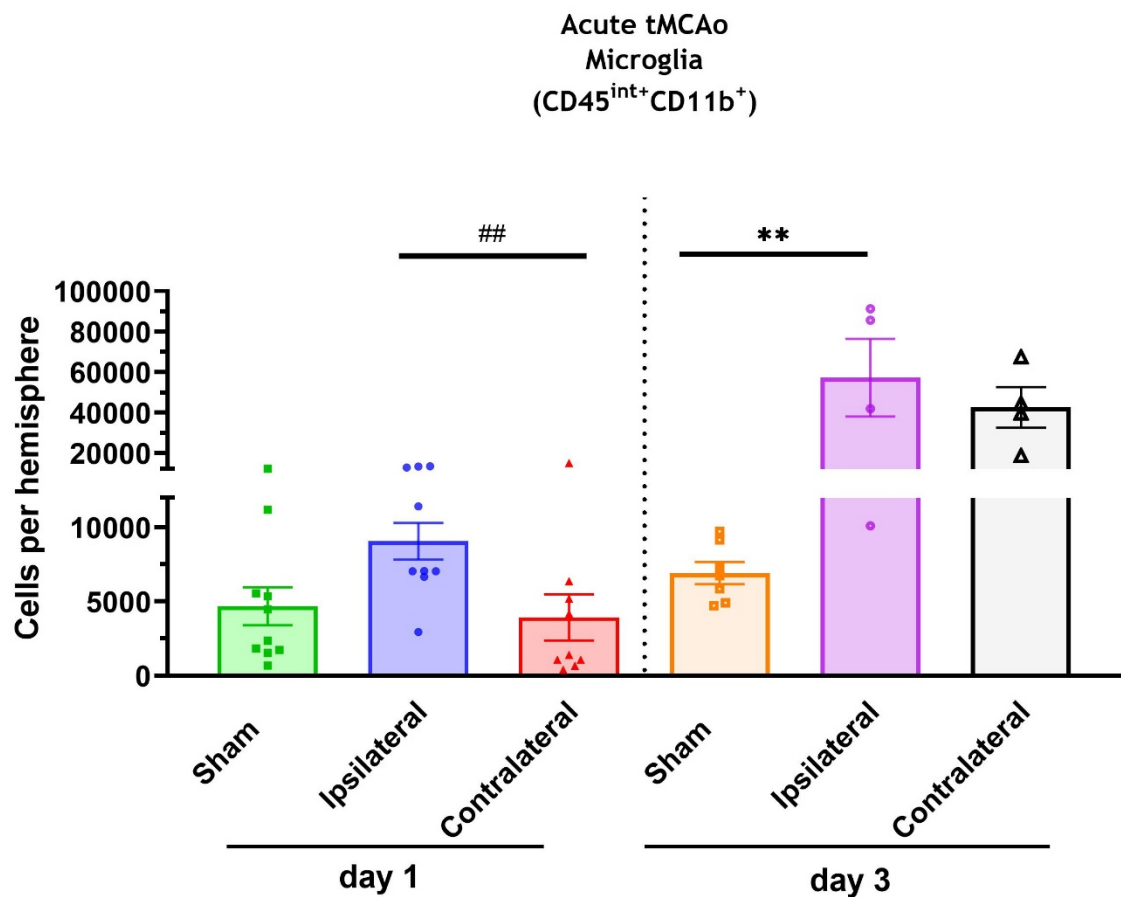 Acute tMCAo
Microglia
(CD45int+CD11b+)
##
**
Cells per hemisphere
100000
80000
60000
40000
20000
10000
5000
0
Sham
Ipsilateral
Contralateral
Sham
Ipsilateral
Contralateral
day 1
day 3